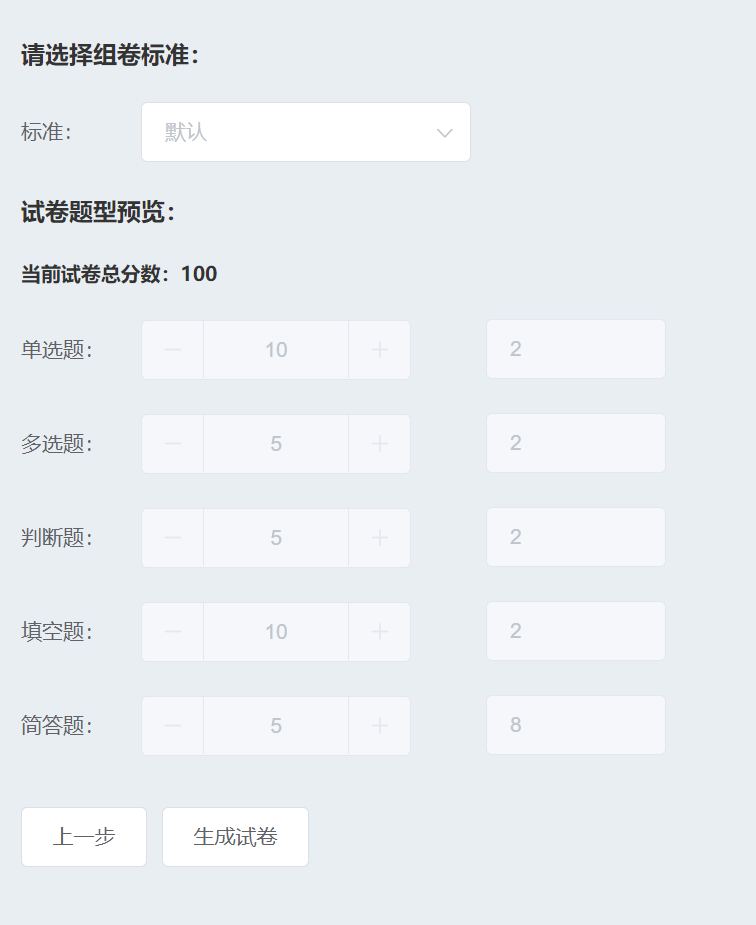 请选择组卷标准：
标准： 默认
试卷题型预览：
当前试卷总分数：100
单选题： 10 2
多选题： 5 2
判断题： 5 2
填空题： 10 2
简答题： 5 8
上一步 生成试卷